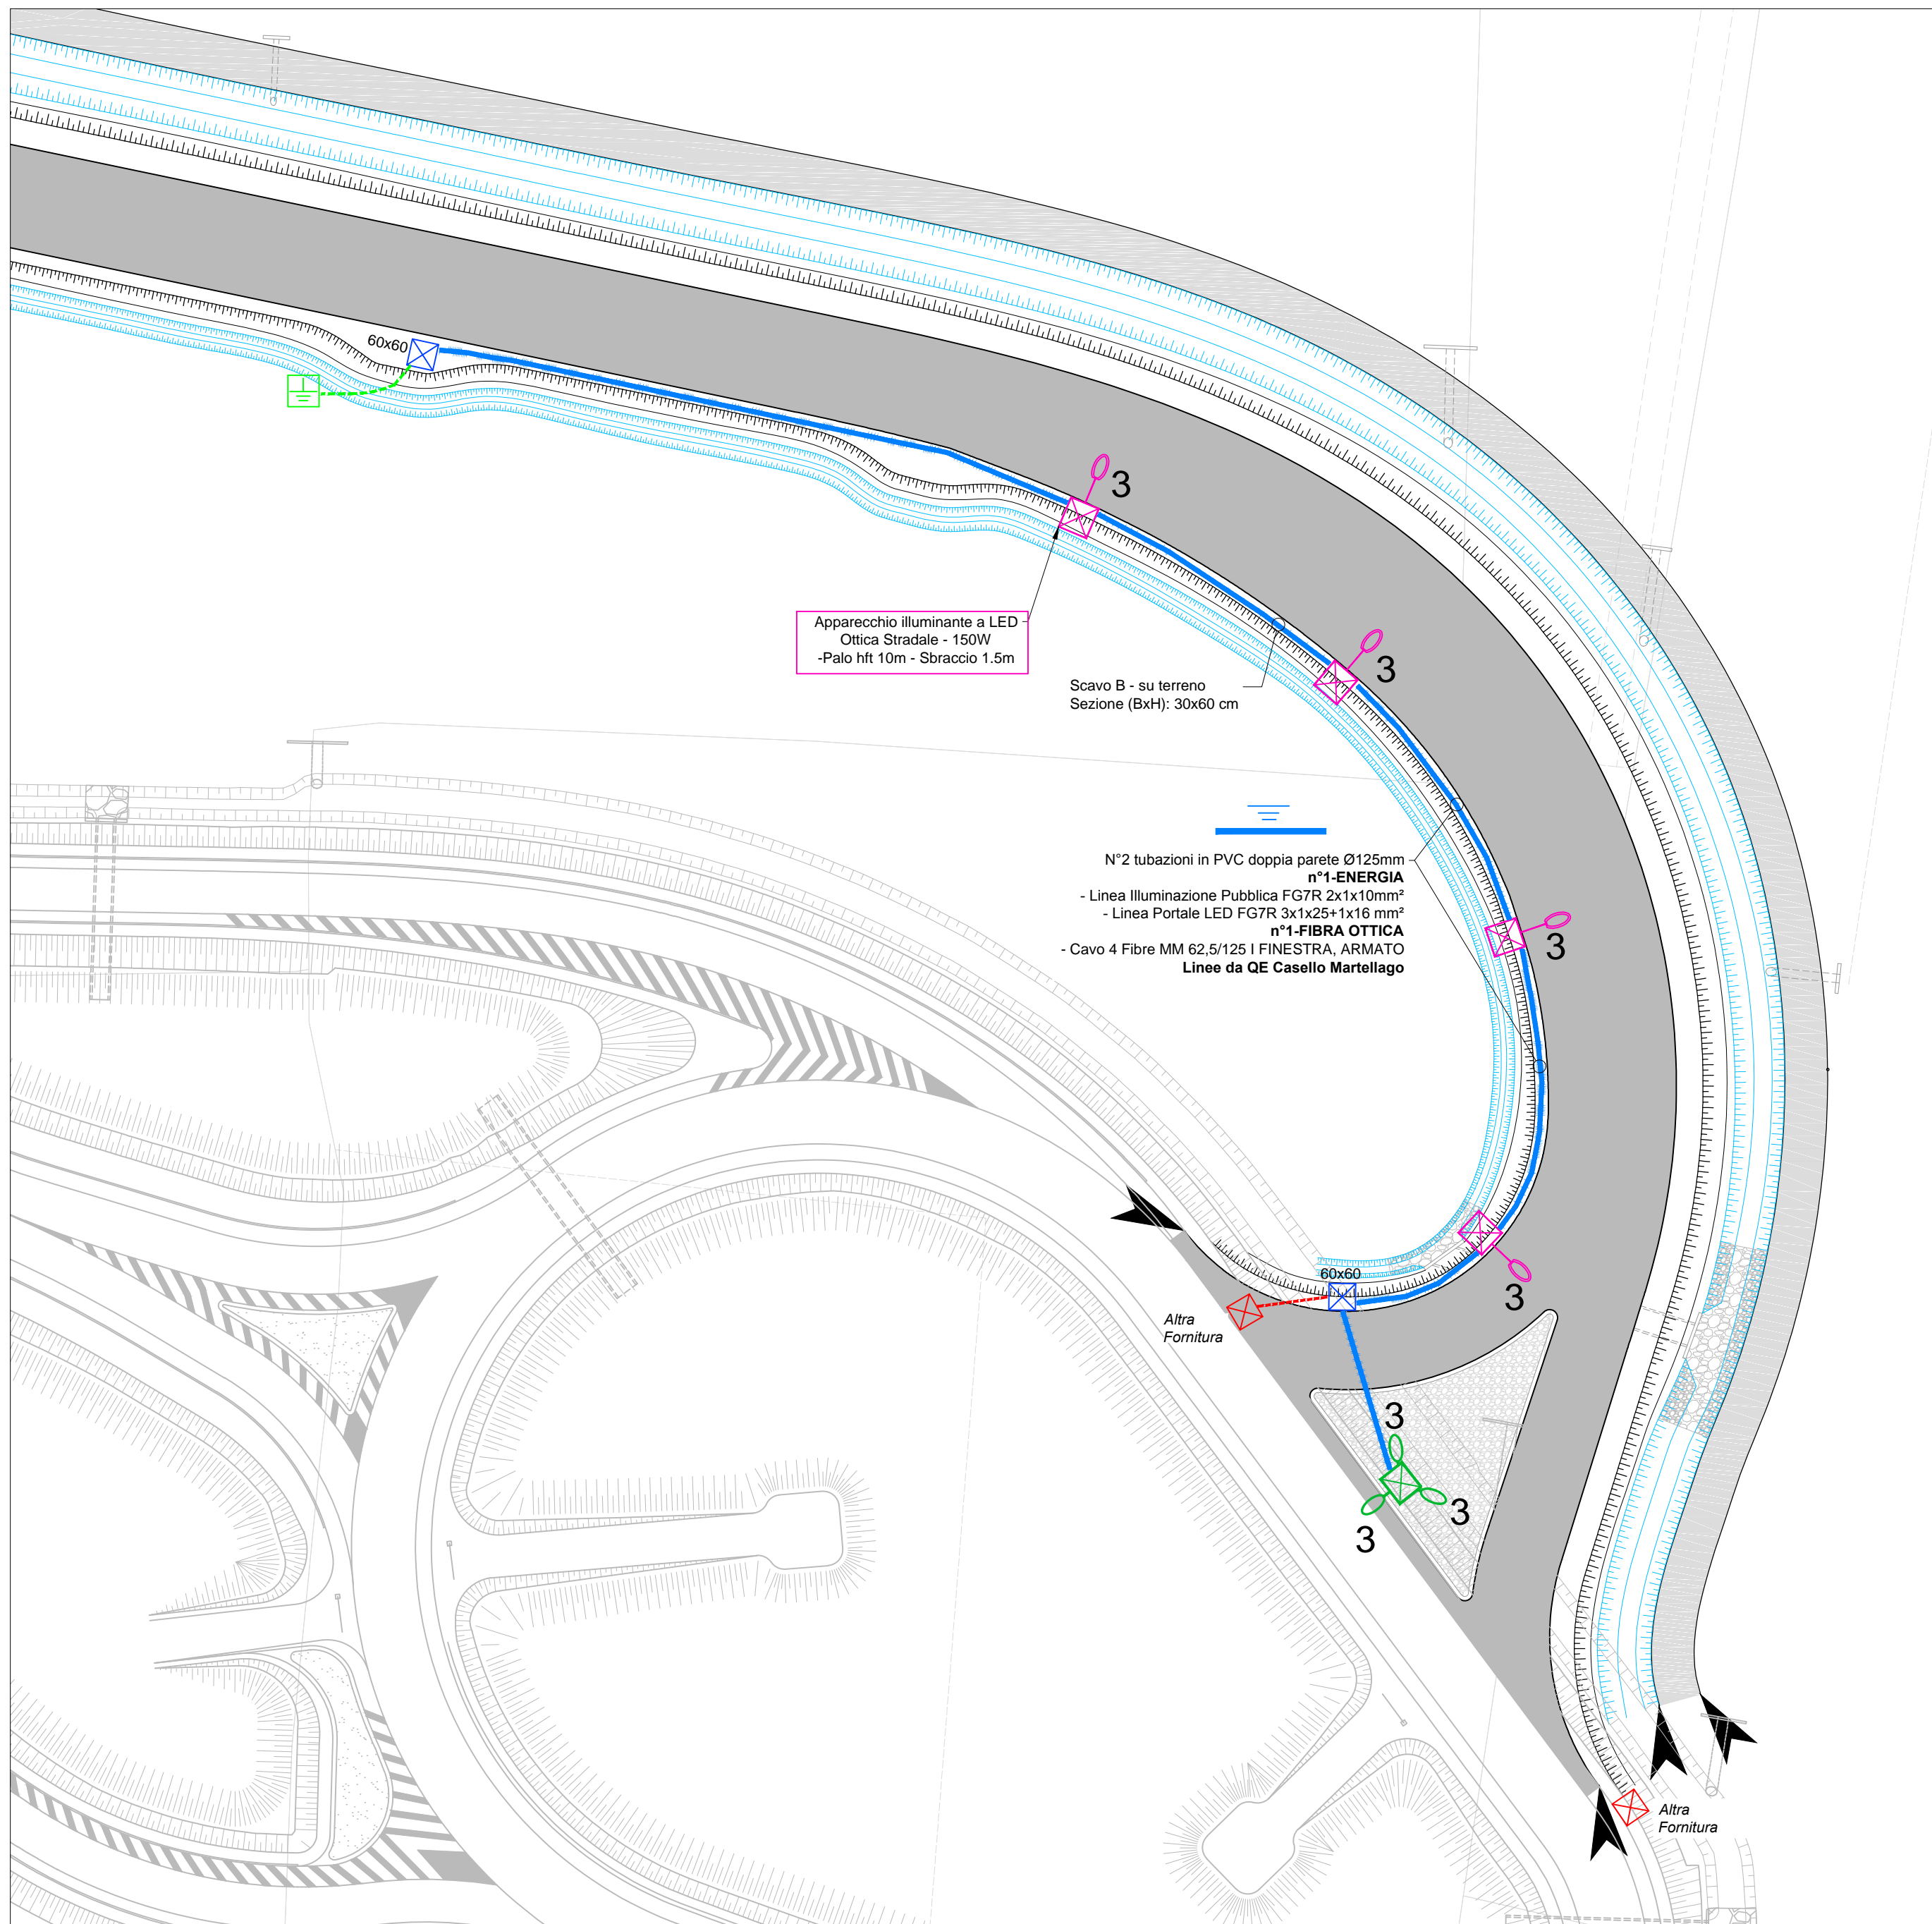 60x60
3
Apparecchio illuminante a LED
Ottica Stradale - 150W
-Palo hft 10m - Sbraccio 1.5m
3
Scavo B - su terreno
Sezione (BxH): 30x60 cm
N°2 tubazioni in PVC doppia parete Ø125mm
n°1-ENERGIA
- Linea Illuminazione Pubblica FG7R 2x1x10mm²
- Linea Portale LED FG7R 3x1x25+1x16 mm²
n°1-FIBRA OTTICA
- Cavo 4 Fibre MM 62,5/125 I FINESTRA, ARMATO
Linee da QE Casello Martellago
3
60x60
3
Altra
Fornitura
3
3
3
Altra
Fornitura